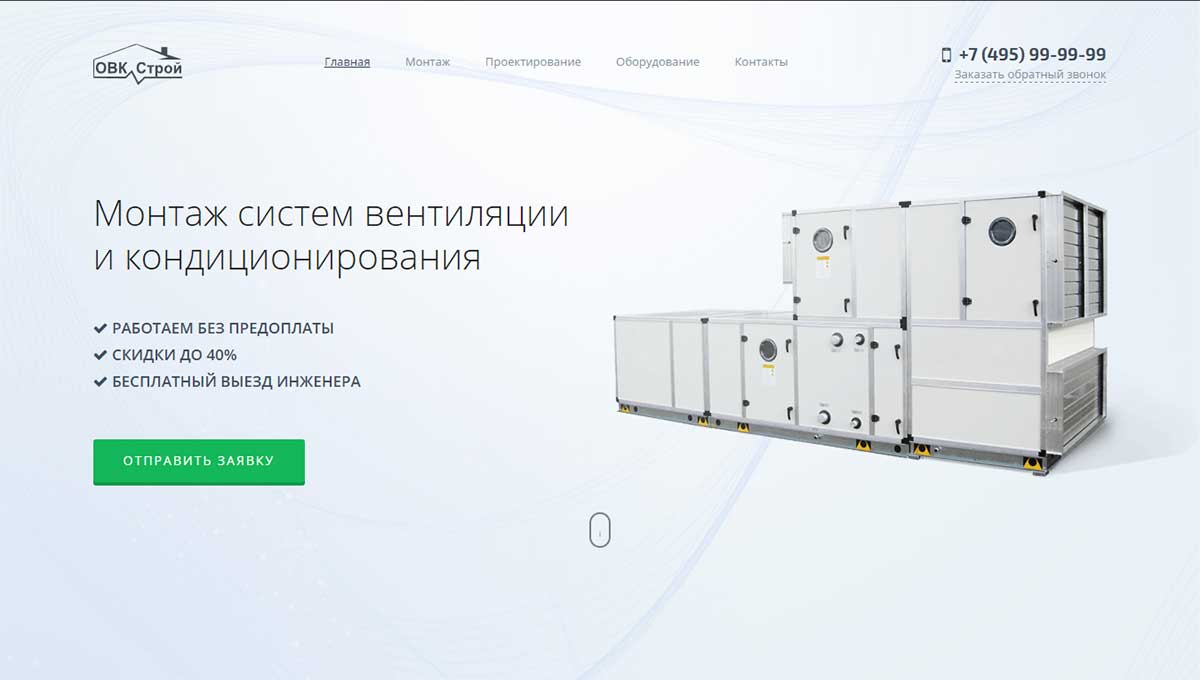 ОВК Строй
Главная
Монтаж
Проектирование
Оборудование
Контакты
+7 (495) 99-99-99
Заказать обратный звонок
Монтаж систем вентиляции
и кондиционирования
РАБОТАЕМ БЕЗ ПРЕДОПЛАТЫ
СКИДКИ ДО 40%
БЕСПЛАТНЫЙ ВЫЕЗД ИНЖЕНЕРА
ОТПРАВИТЬ ЗАЯВКУ